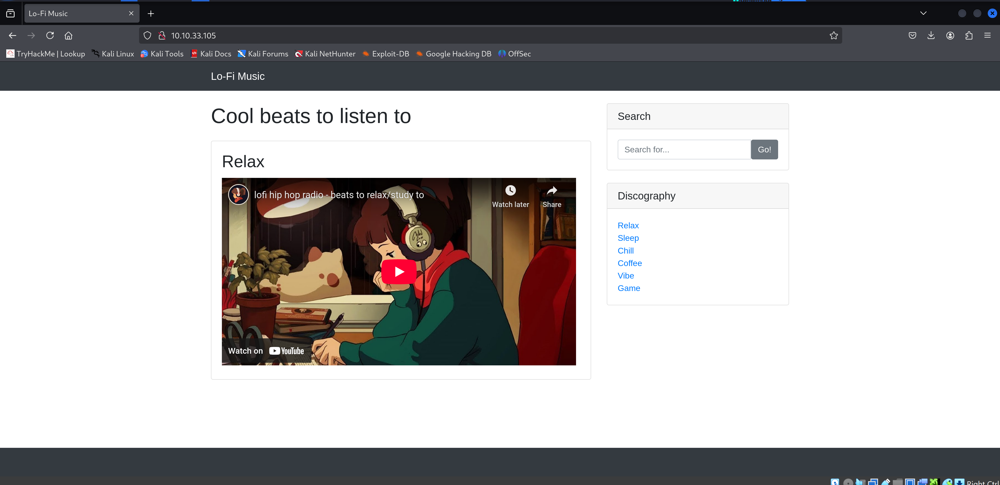 Lo-Fi Music
10.10.33.105
TryHackMe | Lookup Kali Linux Kali Tools Kali Docs Kali Forums Kali NetHunter Exploit-DB Google Hacking DB OffSec
Lo-Fi Music
Cool beats to listen to
Relax
lofi hip hop radio - beats to relax/study to
Watch later
Share
Chilled Cow
Watch on YouTube
Search
Search for... Go!
Discography
Relax
Sleep
Chill
Coffee
Vibe
Game
Right Ctrl